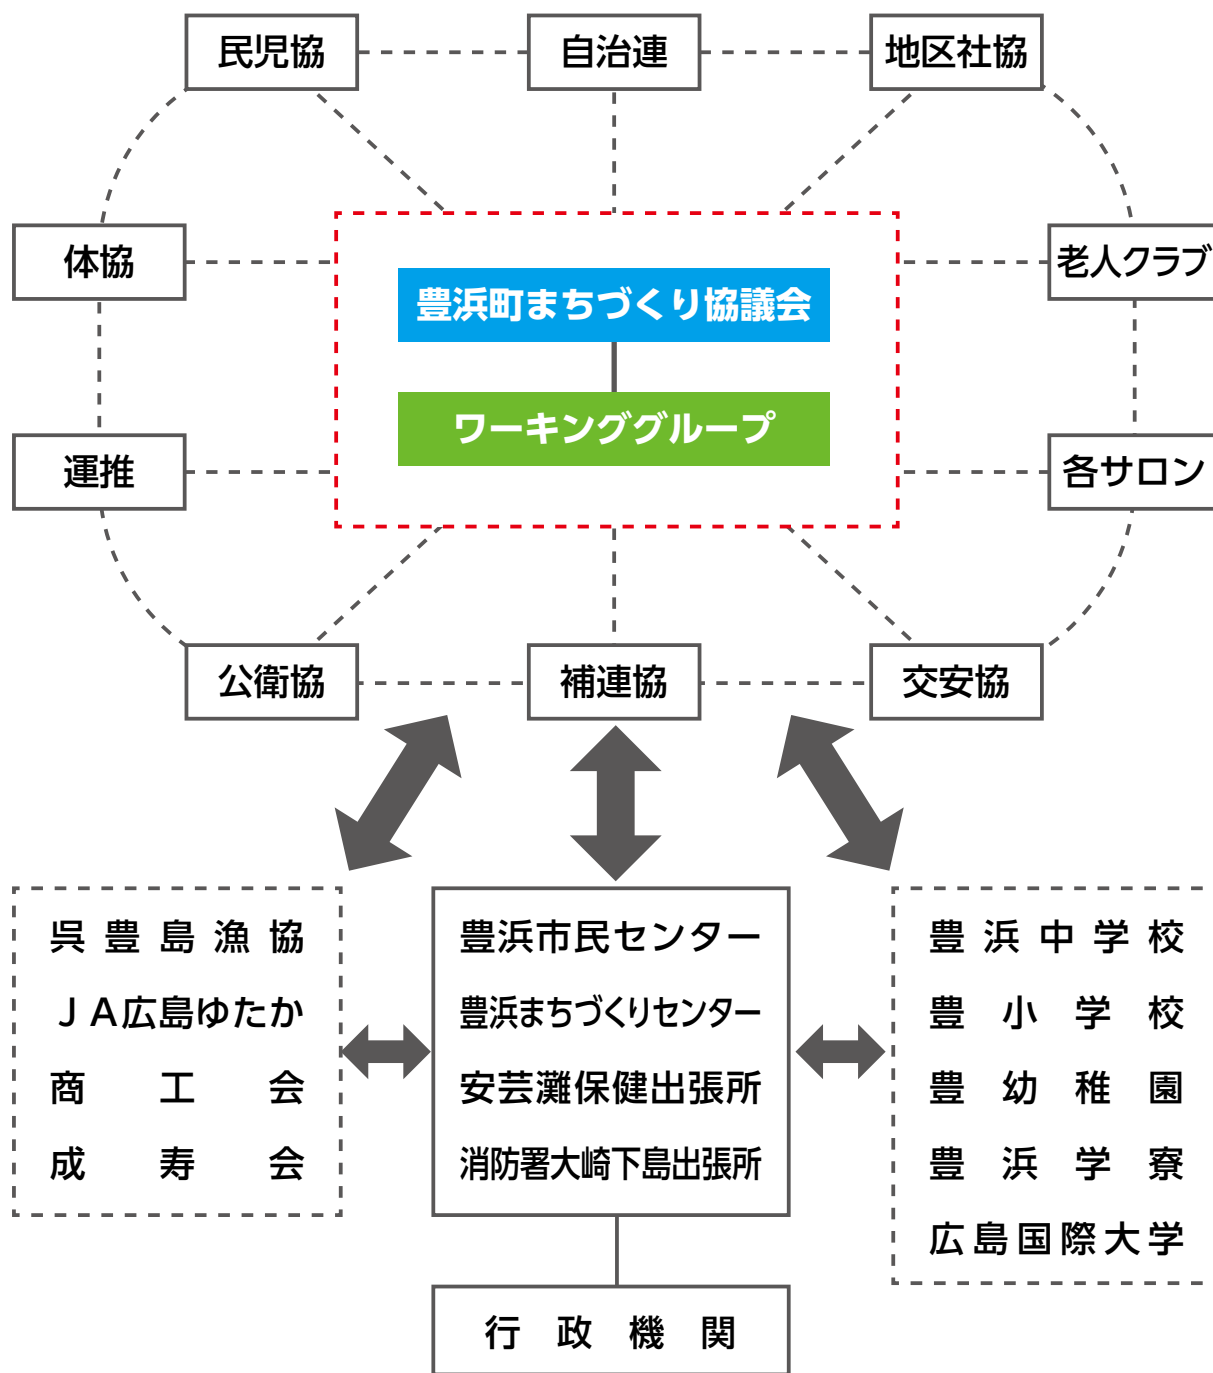 民児協
自治連
地区社協
体協
老人クラブ
豊浜町まちづくり協議会
ワーキンググループ
運推
各サロン
公衛協
補連協
交安協
呉豊島漁協
ＪＡ広島ゆたか
商工会
成寿会
豊浜市民センター
豊浜まちづくりセンター
安芸灘保健出張所
消防署大崎下島出張所
豊浜中学校
豊小学校
豊幼稚園
豊浜学寮
広島国際大学
行政機関